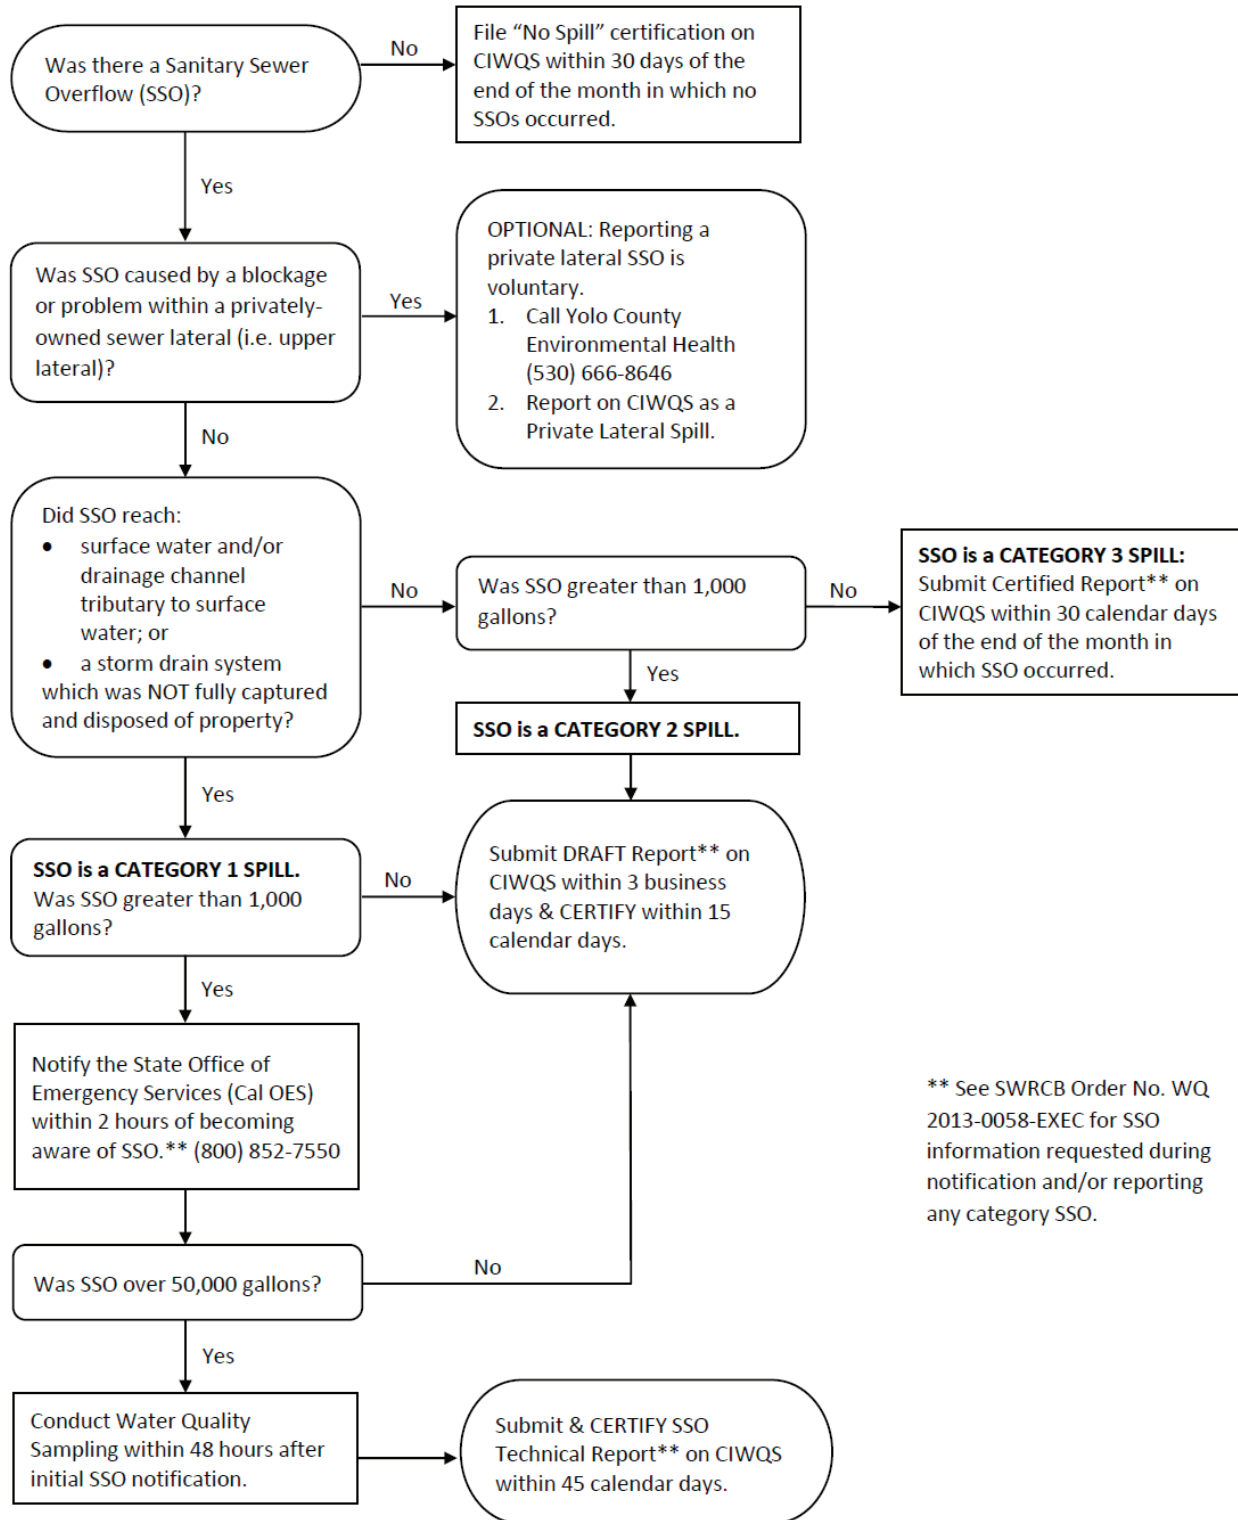 Was there a Sanitary Sewer
Overflow (SSO)?
No
File “No Spill” certification on
CIWQS within 30 days of the
end of the month in which no
SSOs occurred.
Yes
Was SSO caused by a blockage
or problem within a privately-
owned sewer lateral (i.e. upper
lateral)?
Yes
OPTIONAL: Reporting a
private lateral SSO is
voluntary.
1. Call Yolo County
Environmental Health
(530) 666-8646
2. Report on CIWQS as a
Private Lateral Spill.
No
Did SSO reach:
• surface water and/or
drainage channel
tributary to surface
water; or
• a storm drain system
which was NOT fully captured
and disposed of property?
No
Was SSO greater than 1,000
gallons?
No
SSO is a CATEGORY 3 SPILL:
Submit Certified Report** on
CIWQS within 30 calendar days
of the end of the month in
which SSO occurred.
Yes
SSO is a CATEGORY 2 SPILL.
Yes
SSO is a CATEGORY 1 SPILL.
Was SSO greater than 1,000
gallons?
No
Submit DRAFT Report** on
CIWQS within 3 business
days & CERTIFY within 15
calendar days.
Yes
Notify the State Office of
Emergency Services (Cal OES)
within 2 hours of becoming
aware of SSO.** (800) 852-7550
** See SWRCB Order No. WQ
2013-0058-EXEC for SSO
information requested during
notification and/or reporting
any category SSO.
Was SSO over 50,000 gallons?
No
Yes
Conduct Water Quality
Sampling within 48 hours after
initial SSO notification.
Submit & CERTIFY SSO
Technical Report** on CIWQS
within 45 calendar days.